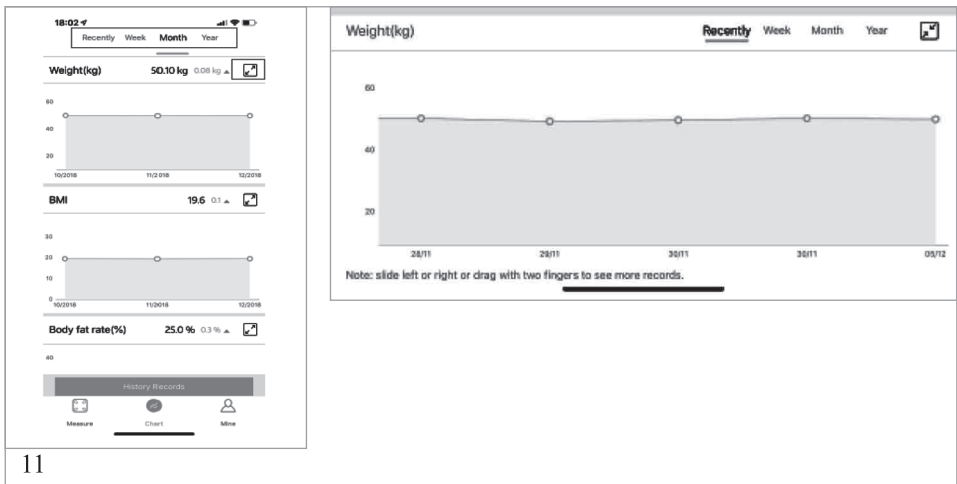 18:02
Recently Week Month Year
Weight(kg) 50.10 kg 0.08 kg
60
40
20
10/2018 11/2018 12/2018
BMI 19.6 0.1
30
20
10
0
10/2018 11/2018 12/2018
Body fat rate(%) 25.0 % 0.3 %
40
History Records
Measure Chart Mine
11
Weight(kg) Recently Week Month Year
60
40
20
28/11 29/11 30/11 30/11 05/12
Note: slide left or right or drag with two fingers to see more records.